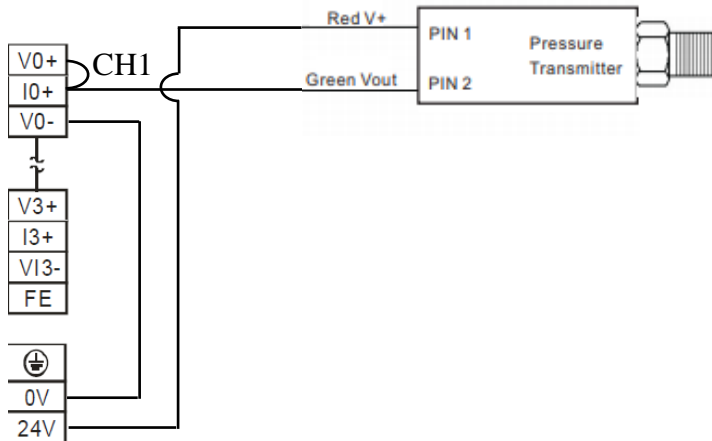 Red V+
PIN 1
Pressure
Transmitter
Green Vout
PIN 2
V0+
CH1
I0+
V0-
V3+
I3+
VI3-
FE
0V
24V